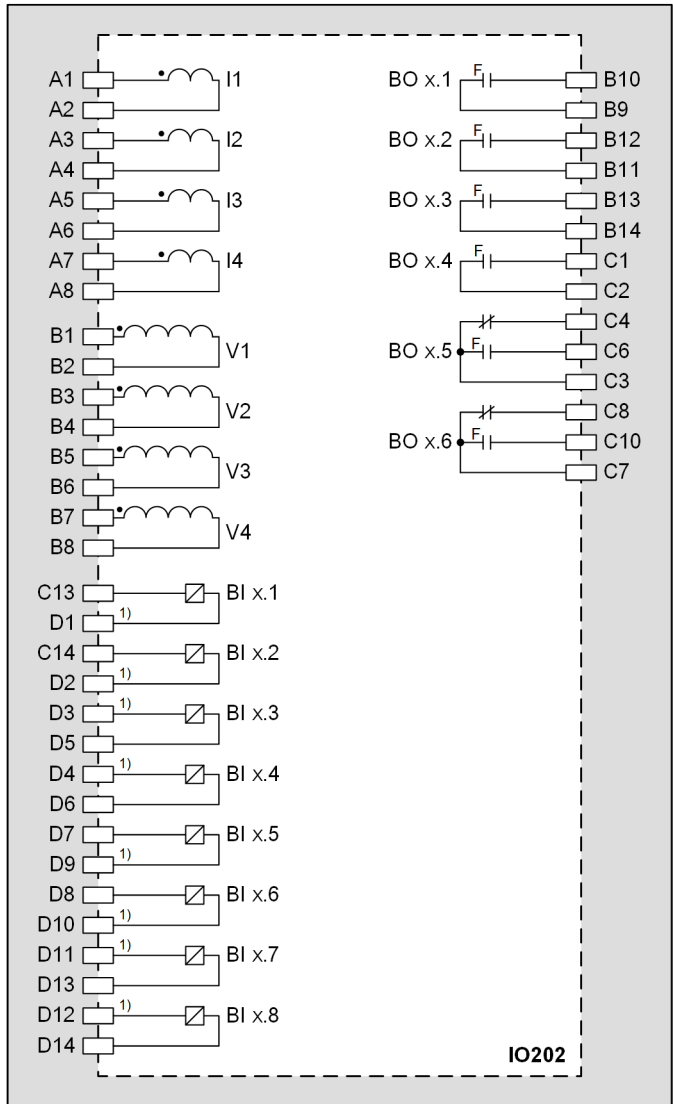 A1 I1
A2
A3 I2
A4
A5 I3
A6
A7 I4
A8
B1
V1
B2
B3
V2
B4
B5
V3
B6
B7
V4
B8
C13 BI x.1
D1 1)
C14 BI x.2
D2 1)
D3 1) BI x.3
D5
D4 1) BI x.4
D6
D7 BI x.5
D9 1)
D8 BI x.6
D10 1)
D11 1) BI x.7
D13
D12 1) BI x.8
D14
BO x.1 F B10
B9
BO x.2 F B12
B11
BO x.3 F B13
B14
BO x.4 F C1
C2
C4
BO x.5 F C6
C3
C8
BO x.6 F C10
C7
IO202